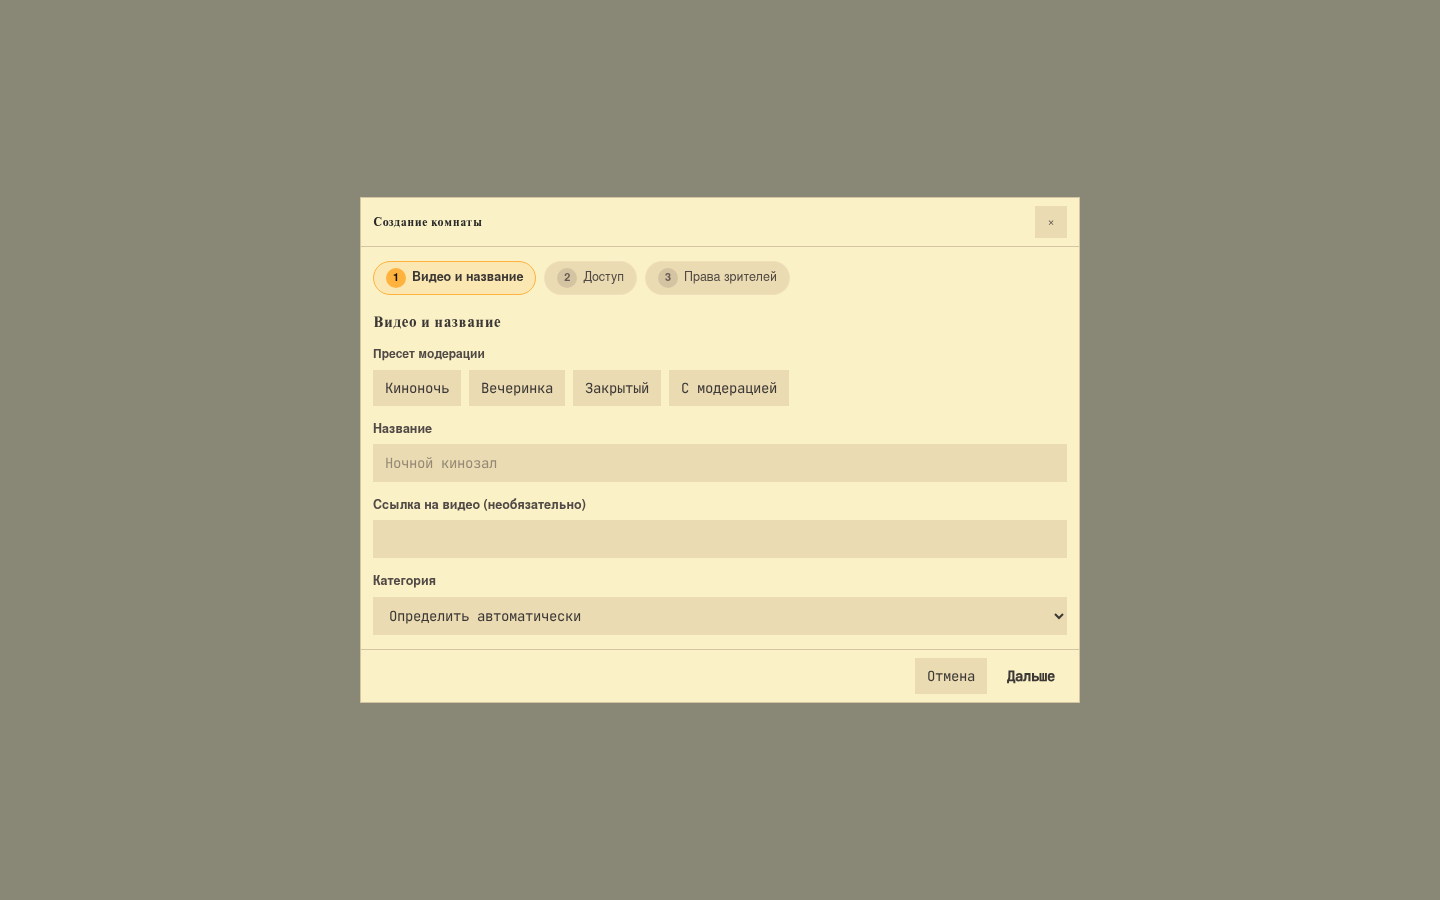 Создание комнаты ×
1 Видео и название 2 Доступ 3 Права зрителей
Видео и название
Пресет модерации
Киноночь Вечеринка Закрытый С модерацией
Название
Ночной кинозал
Ссылка на видео (необязательно)
Категория
Определить автоматически
Отмена Дальше